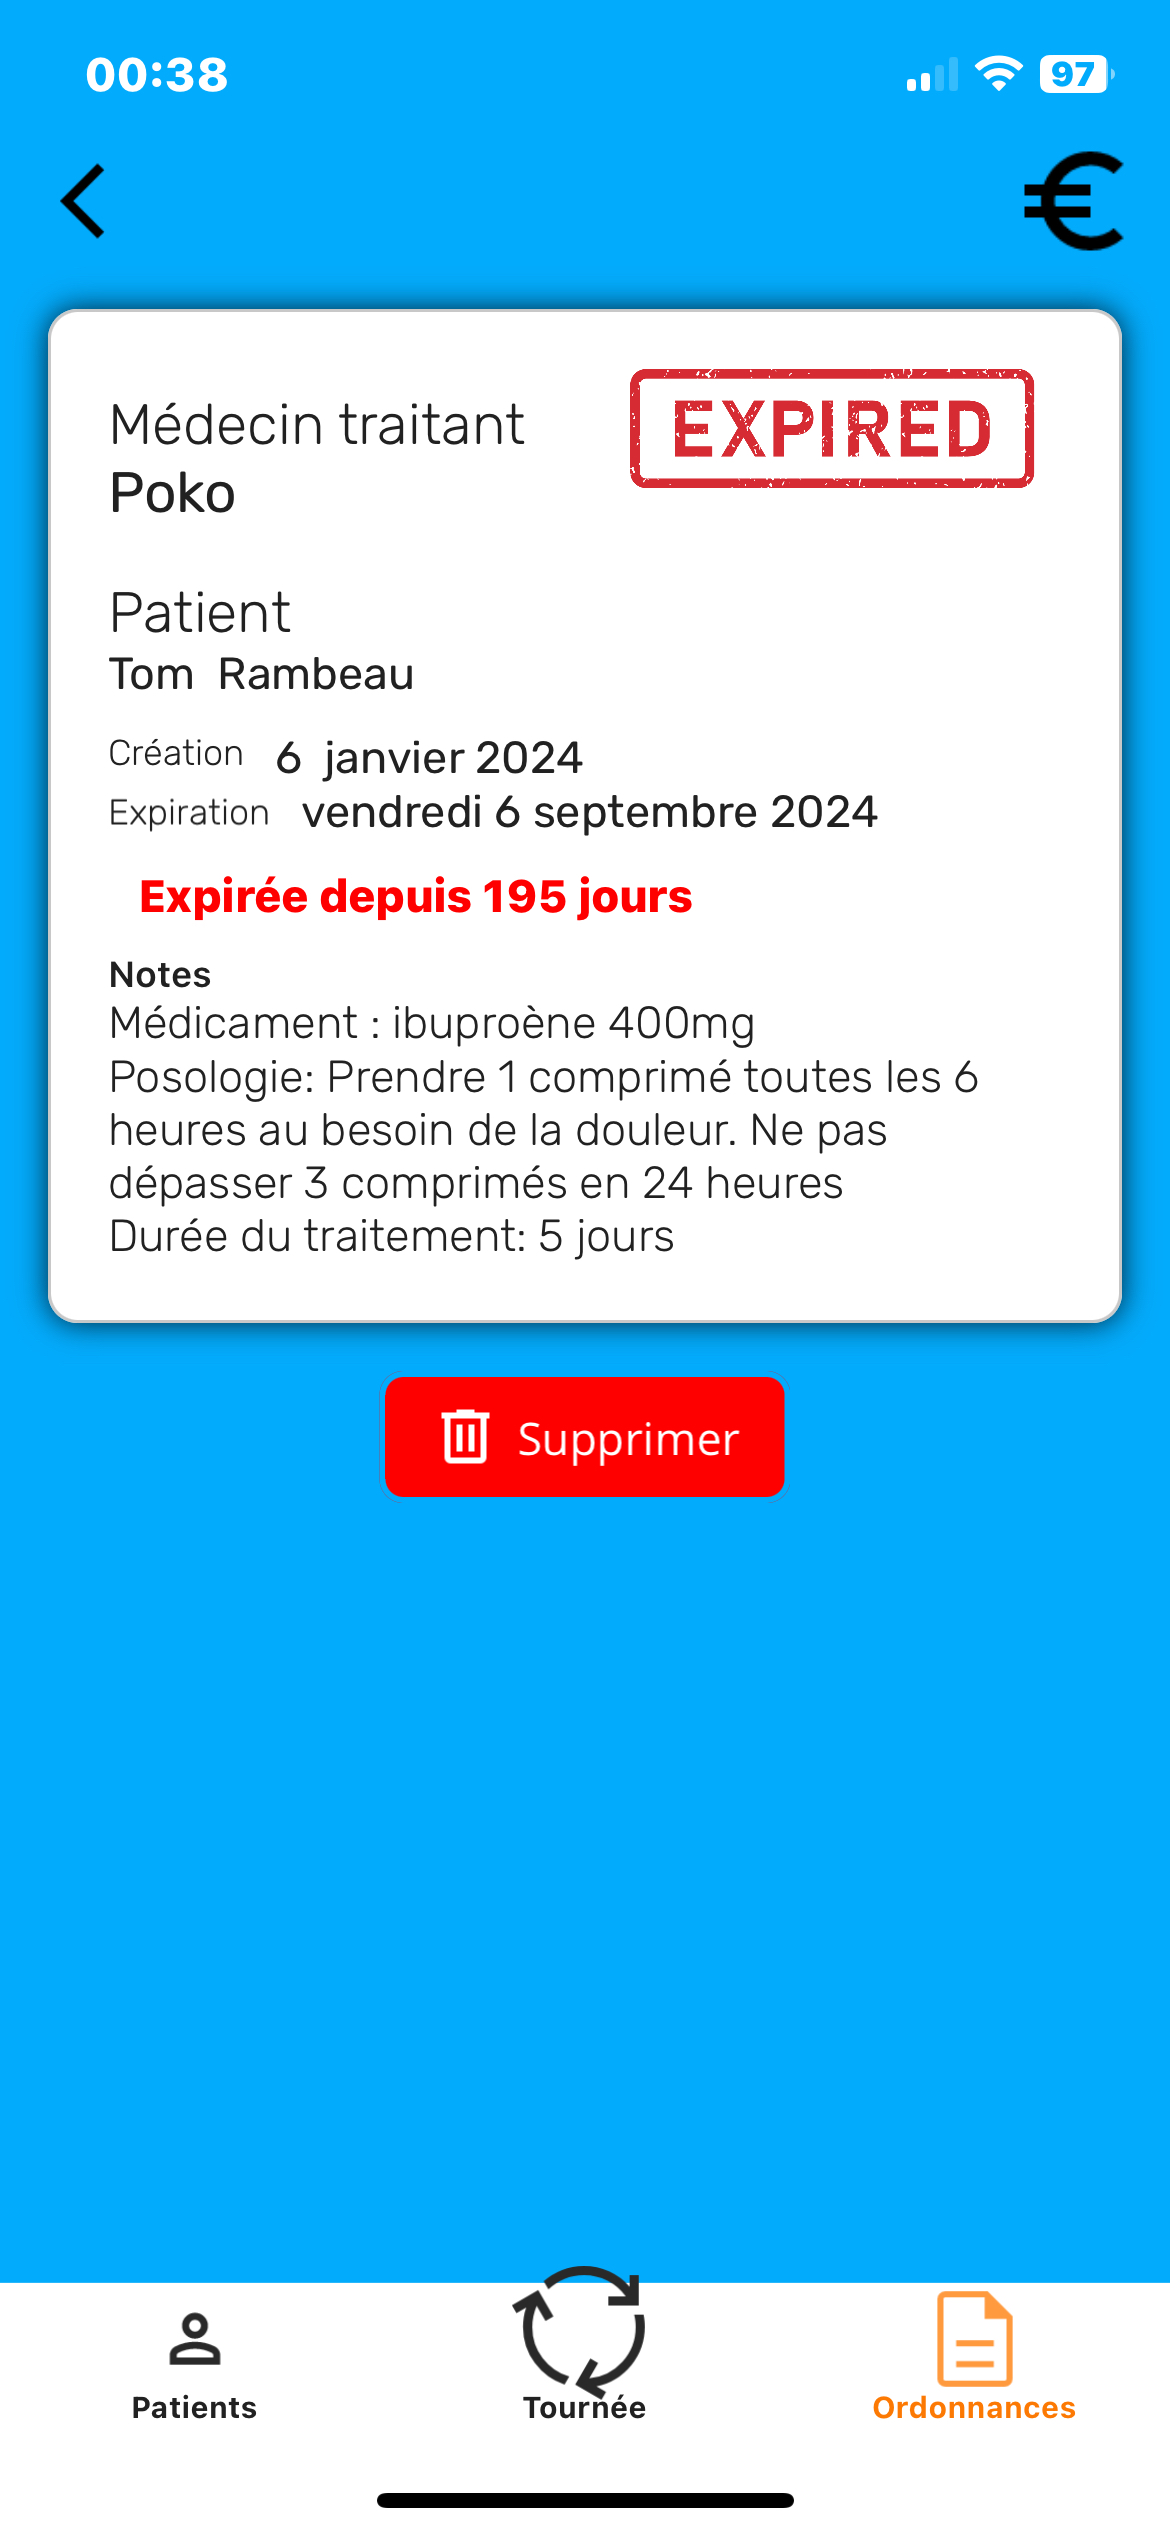 00:38
97
€
Médecin traitant
EXPIRED
Poko
Patient
Tom Rambeau
Création 6 janvier 2024
Expiration vendredi 6 septembre 2024
Expirée depuis 195 jours
Notes
Médicament : ibuproène 400mg
Posologie: Prendre 1 comprimé toutes les 6
heures au besoin de la douleur. Ne pas
dépasser 3 comprimés en 24 heures
Durée du traitement: 5 jours
Supprimer
Patients
Tournée
Ordonnances